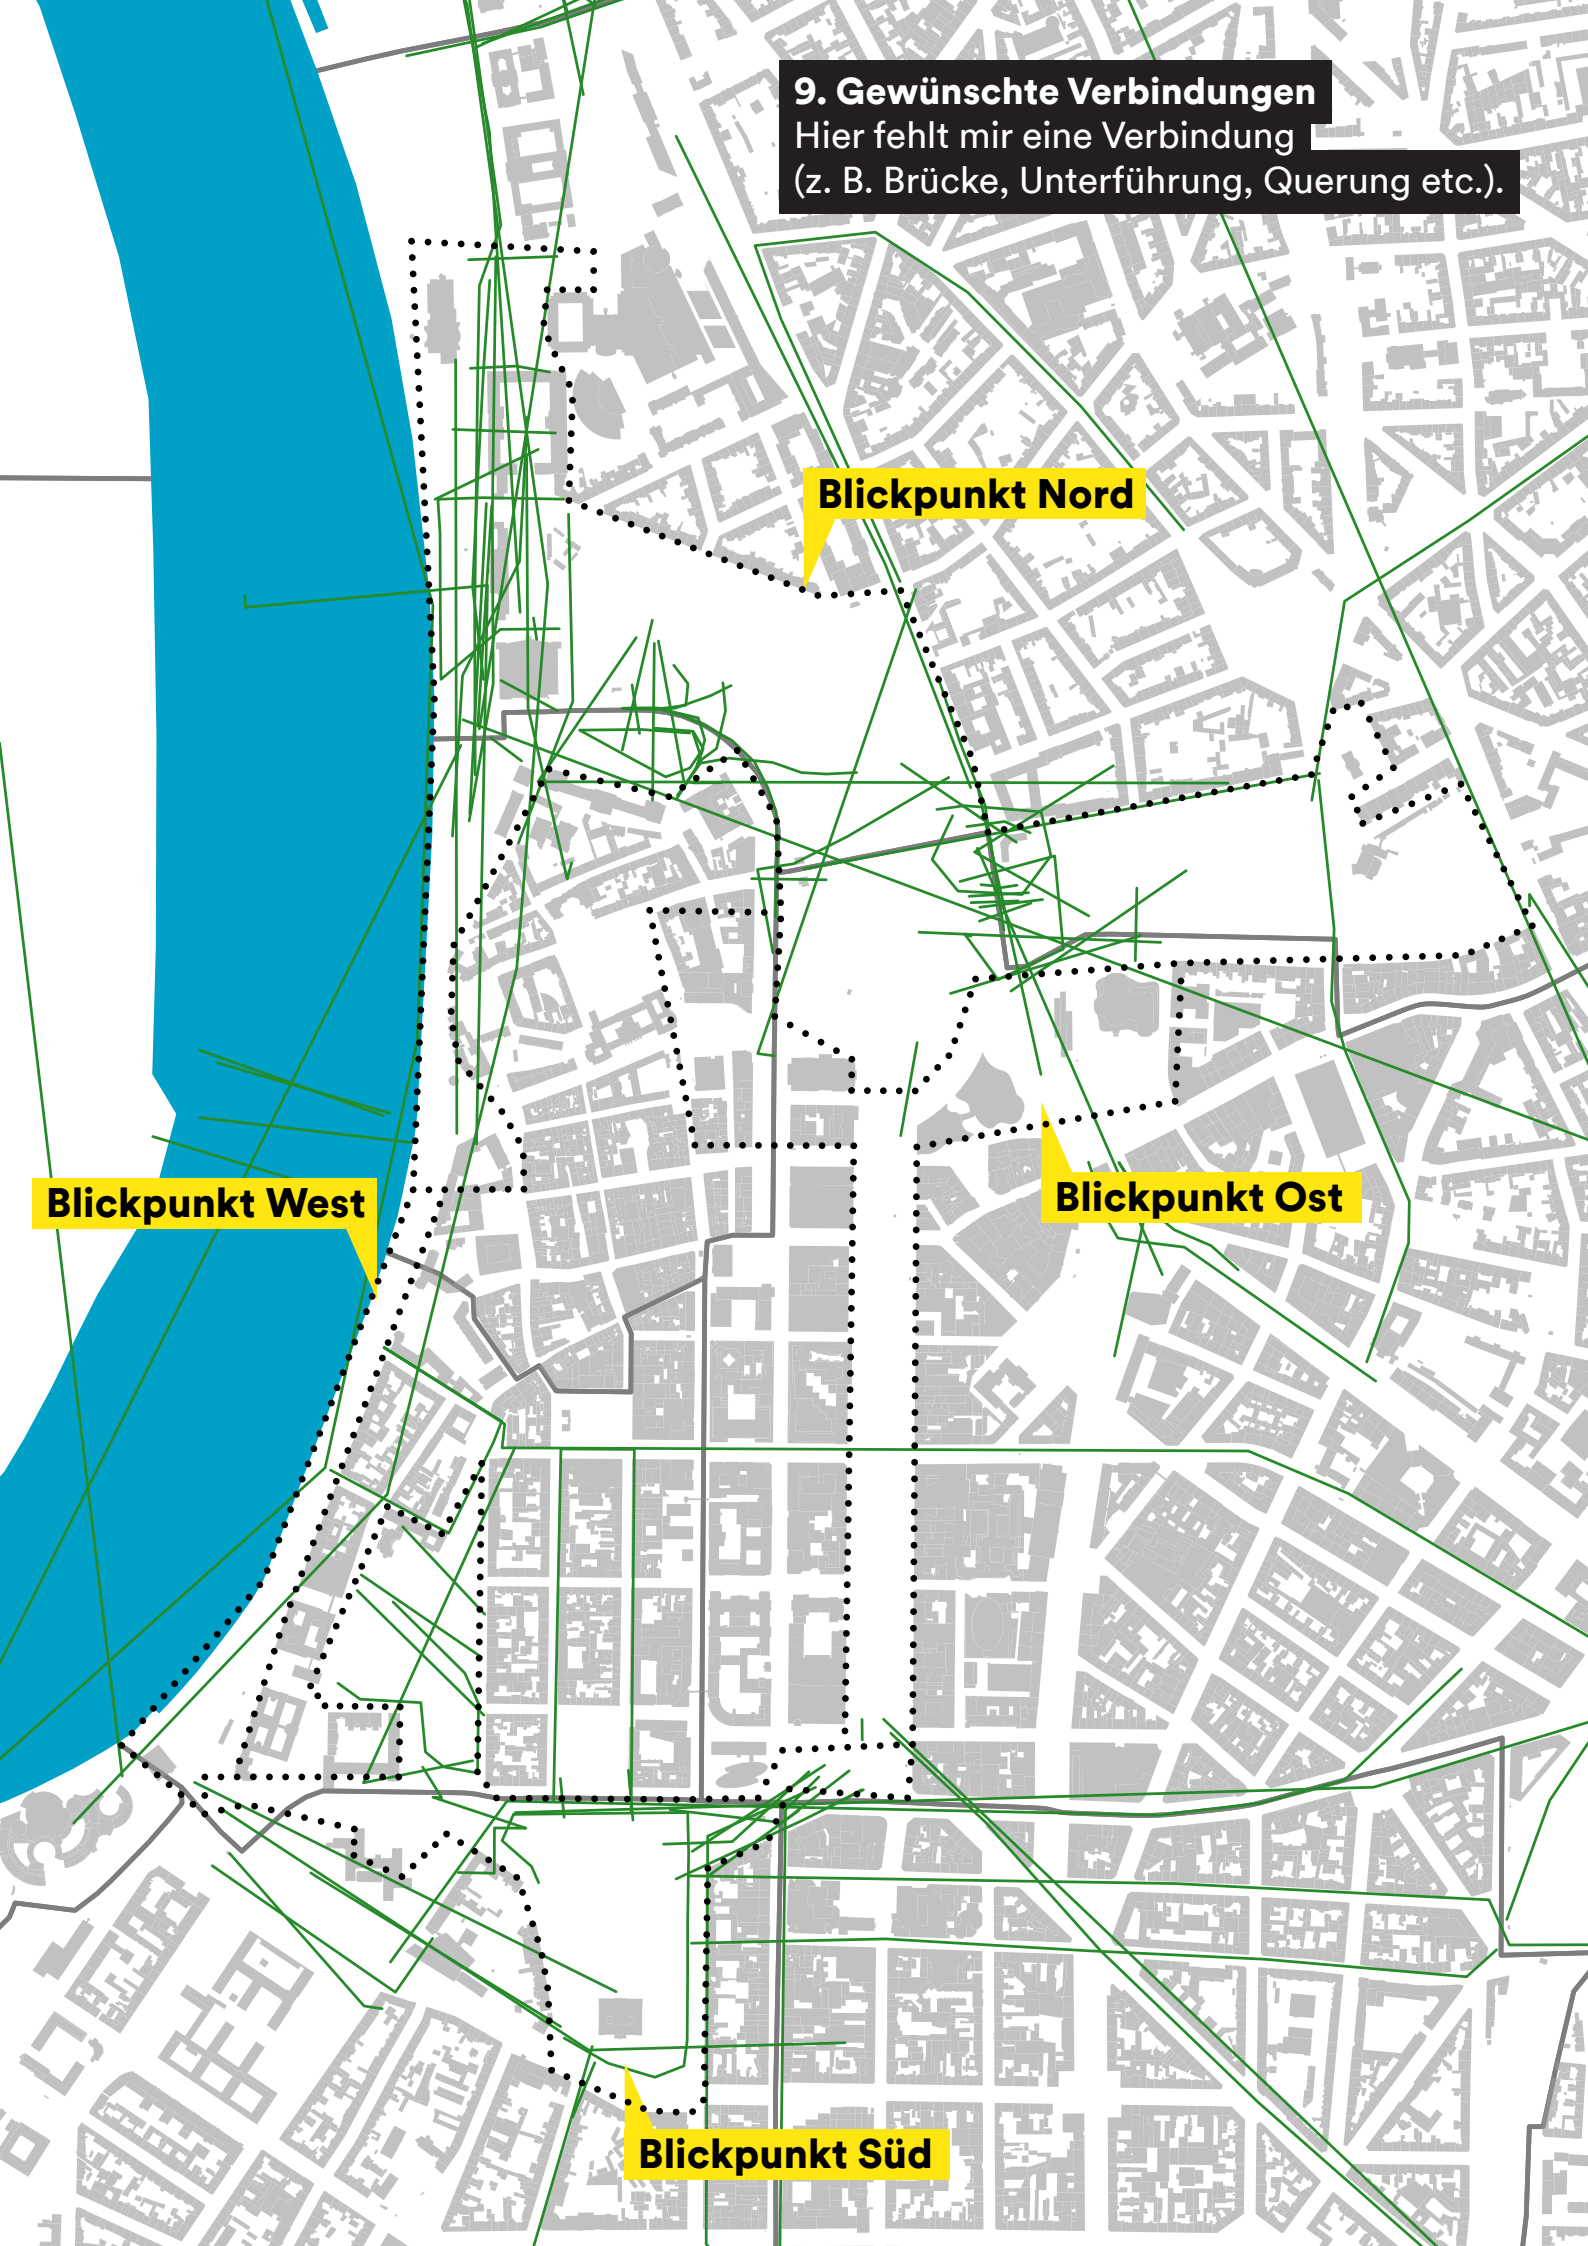 9. Gewünschte Verbindungen
Hier fehlt mir eine Verbindung
(z. B. Brücke, Unterführung, Querung etc.).
Blickpunkt Nord
Blickpunkt West
Blickpunkt Ost
Blickpunkt Süd